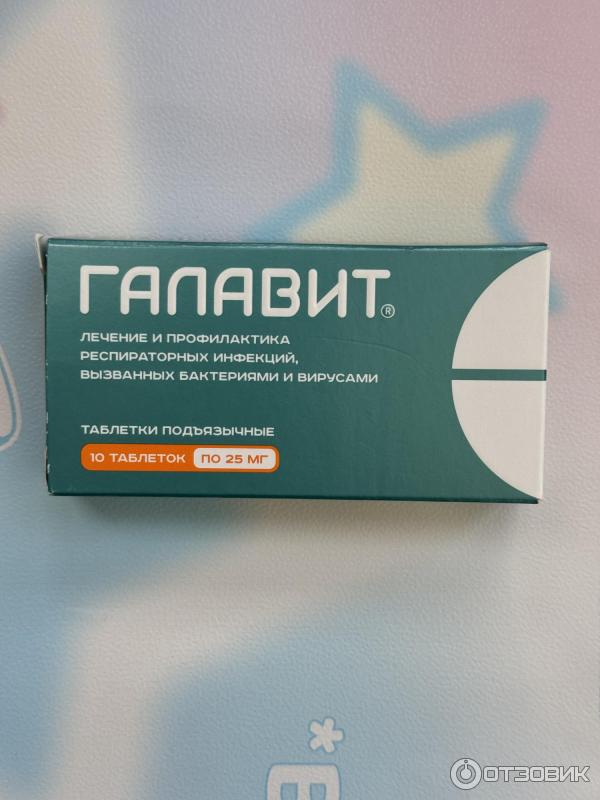 ГАЛАВИТ®
ЛЕЧЕНИЕ И ПРОФИЛАКТИКА
РЕСПИРАТОРНЫХ ИНФЕКЦИЙ,
ВЫЗВАННЫХ БАКТЕРИЯМИ И ВИРУСАМИ
ТАБЛЕТКИ ПОДЪЯЗЫЧНЫЕ
10 ТАБЛЕТОК ПО 25 МГ
ОТЗОВИК